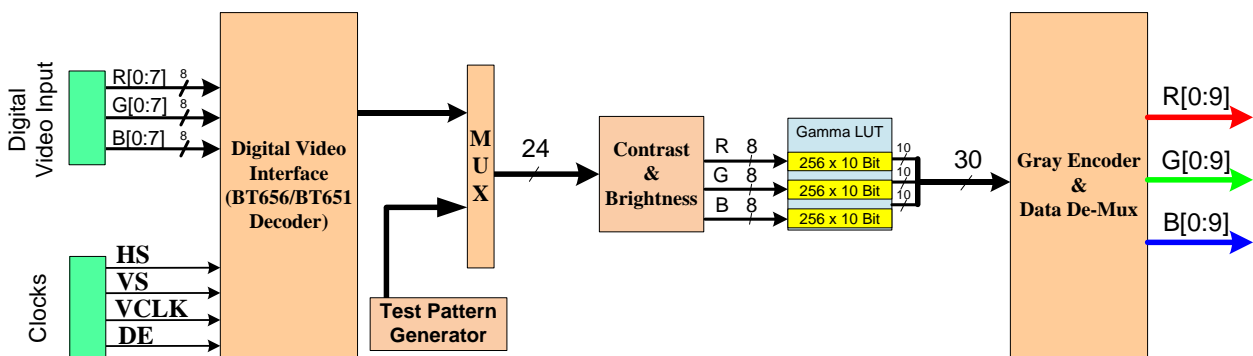 Digital
Video Input
R[0:7]
8
G[0:7]
8
B[0:7]
8
Clocks
HS
VS
VCLK
DE
Digital Video
Interface
(BT656/BT651
Decoder)
M
U
X
Test Pattern
Generator
24
Contrast
&
Brightness
R 8
G 8
B 8
Gamma LUT
256 x 10 Bit
256 x 10 Bit
256 x 10 Bit
10
10
10
30
Gray Encoder
&
Data De-Mux
R[0:9]
G[0:9]
B[0:9]